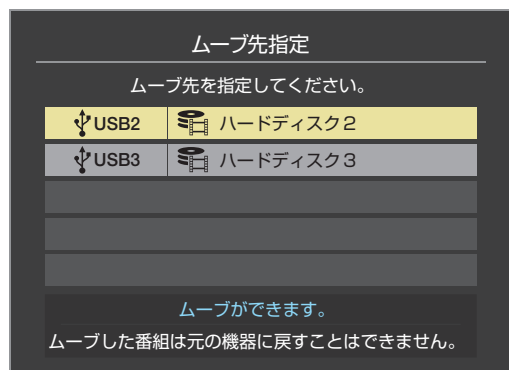 ムーブ先指定
ムーブ先を指定してください。
USB2 ハードディスク2
USB3 ハードディスク3
ムーブができます。
ムーブした番組は元の機器に戻すことはできません。